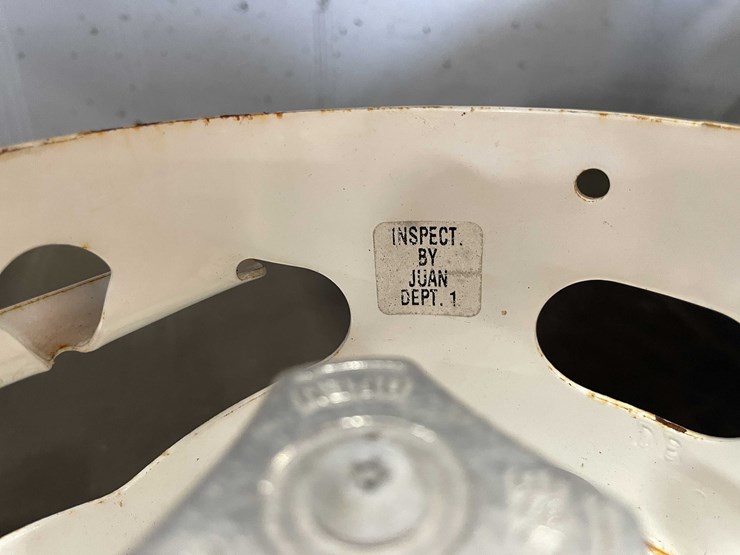 INSPECT.
BY
JUAN
DEPT. 1